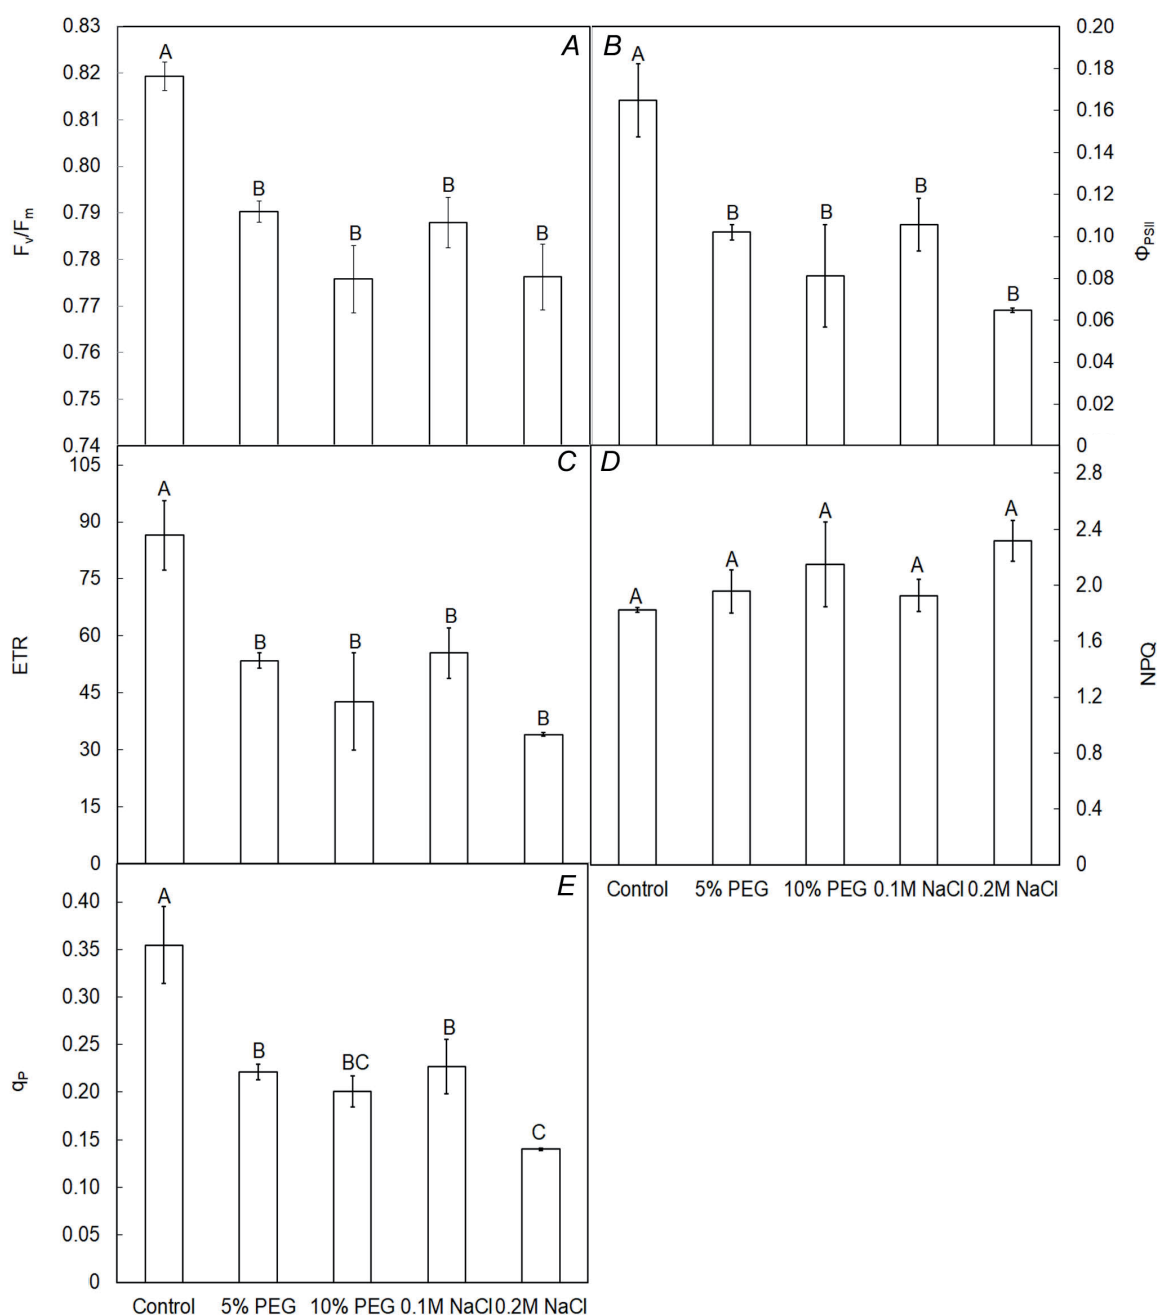 A
0.83
0.82
0.81
0.80
0.79
0.78
0.77
0.76
0.75
0.74
Fv/Fm
A
B
B
B
B
B
0.20
0.18
0.16
0.14
0.12
0.10
0.08
0.06
0.04
0.02
0
ΦPSII
A
B
B
B
B
C
105
90
75
60
45
30
15
0
ETR
A
B
B
B
B
D
2.8
2.4
2.0
1.6
1.2
0.8
0.4
0
NPQ
A
A
A
A
A
Control 5% PEG 10% PEG 0.1M NaCl 0.2M NaCl
E
0.40
0.35
0.30
0.25
0.20
0.15
0.10
0.05
0
qP
A
B
BC
B
C
Control 5% PEG 10% PEG 0.1M NaCl 0.2M NaCl